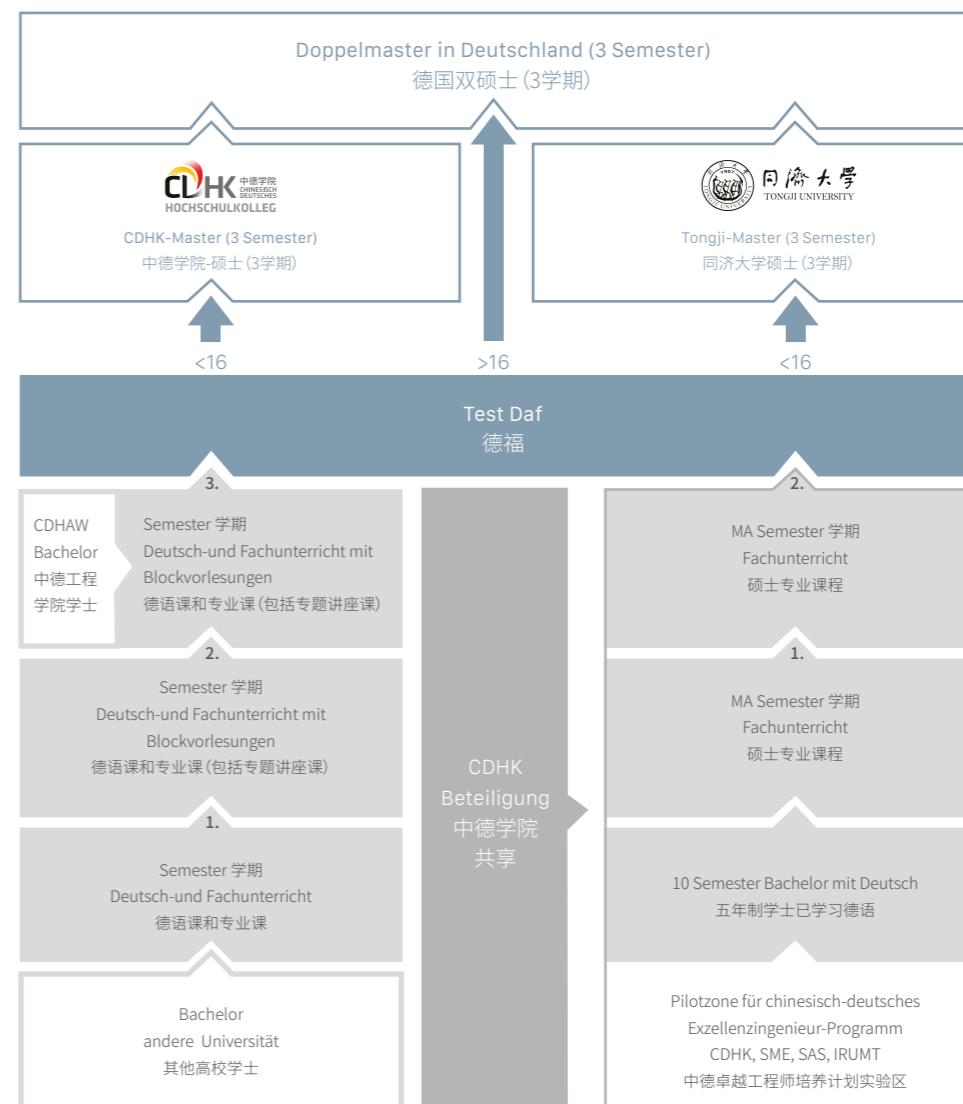 Doppelmaster in Deutschland (3 Semester)
德国双硕士 (3学期)
CDHK 中德学院
CHINESISCH
DEUTSCHES
HOCHSCHULKOLLEG
CDHK-Master (3 Semester)
中德学院-硕士 (3学期)
1907
TONGJI UNIVERSITY
同濟大學
TONGJI UNIVERSITY
Tongji-Master (3 Semester)
同济大学硕士 (3学期)
<16
>16
<16
Test Daf
德福
3.
CDHAW
Bachelor
中德工程
学院学士
Semester 学期
Deutsch-und Fachunterricht mit
Blockvorlesungen
德语课和专业课 (包括专题讲座课)
2.
Semester 学期
Deutsch-und Fachunterricht mit
Blockvorlesungen
德语课和专业课 (包括专题讲座课)
1.
Semester 学期
Deutsch-und Fachunterricht
德语课和专业课
Bachelor
andere Universität
其他高校学士
CDHK
Beteiligung
中德学院
共享
2.
MA Semester 学期
Fachunterricht
硕士专业课程
1.
MA Semester 学期
Fachunterricht
硕士专业课程
10 Semester Bachelor mit Deutsch
五年制学士已学习德语
Pilotzone für chinesisch-deutsches
Exzellenzingenieur-Programm
CDHK, SME, SAS, IRUMT
中德卓越工程师培养计划实验区